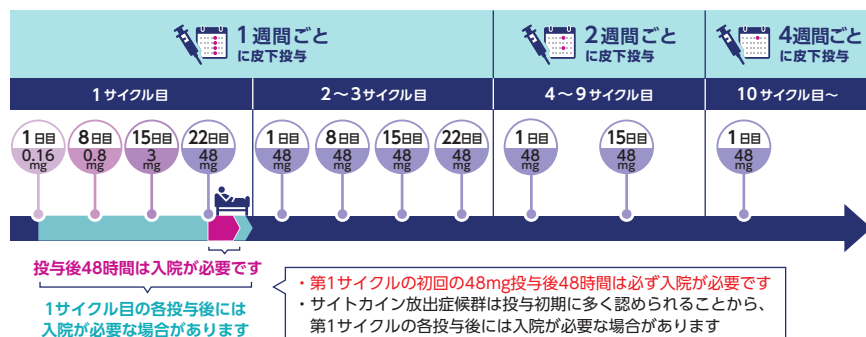 1週間ごと
に皮下投与
2週間ごと
に皮下投与
4週間ごと
に皮下投与
1サイクル目
2〜3サイクル目
4〜9サイクル目
10サイクル目〜
1日目
0.16
mg
8日目
0.8
mg
15日目
3
mg
22日目
48
mg
1日目
48
mg
8日目
48
mg
15日目
48
mg
22日目
48
mg
1日目
48
mg
15日目
48
mg
1日目
48
mg
投与後48時間は入院が必要です
1サイクル目の各投与後には
入院が必要な場合があります
・第1サイクルの初回の48mg投与後48時間は必ず入院が必要です
・サイトカイン放出症候群は投与初期に多く認められることから、
第1サイクルの各投与後には入院が必要な場合があります